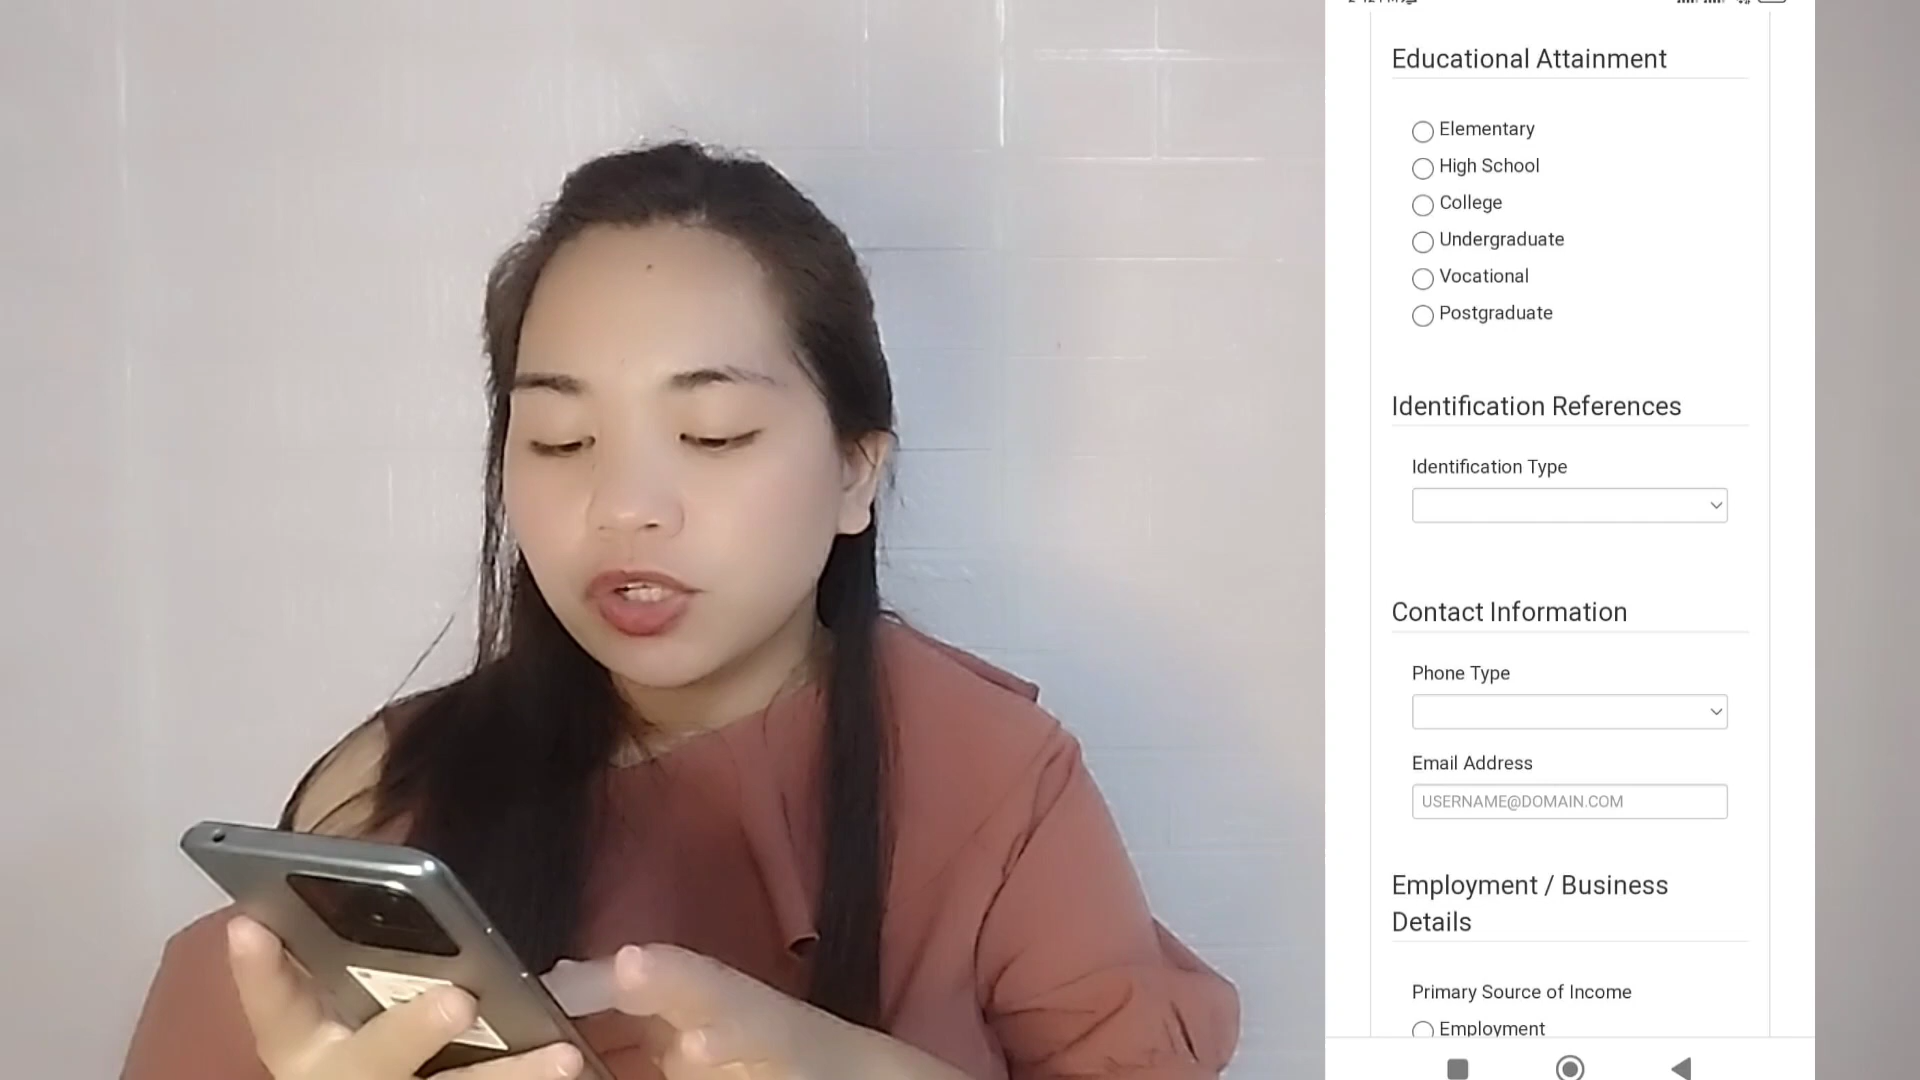 Educational Attainment
Elementary
High School
College
Undergraduate
Vocational
Postgraduate
Identification References
Identification Type
Contact Information
Phone Type
Email Address
USERNAME@DOMAIN.COM
Employment / Business
Details
Primary Source of Income
Employment